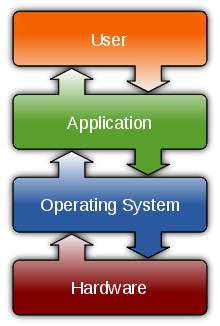 User
Application
Operating System
Hardware